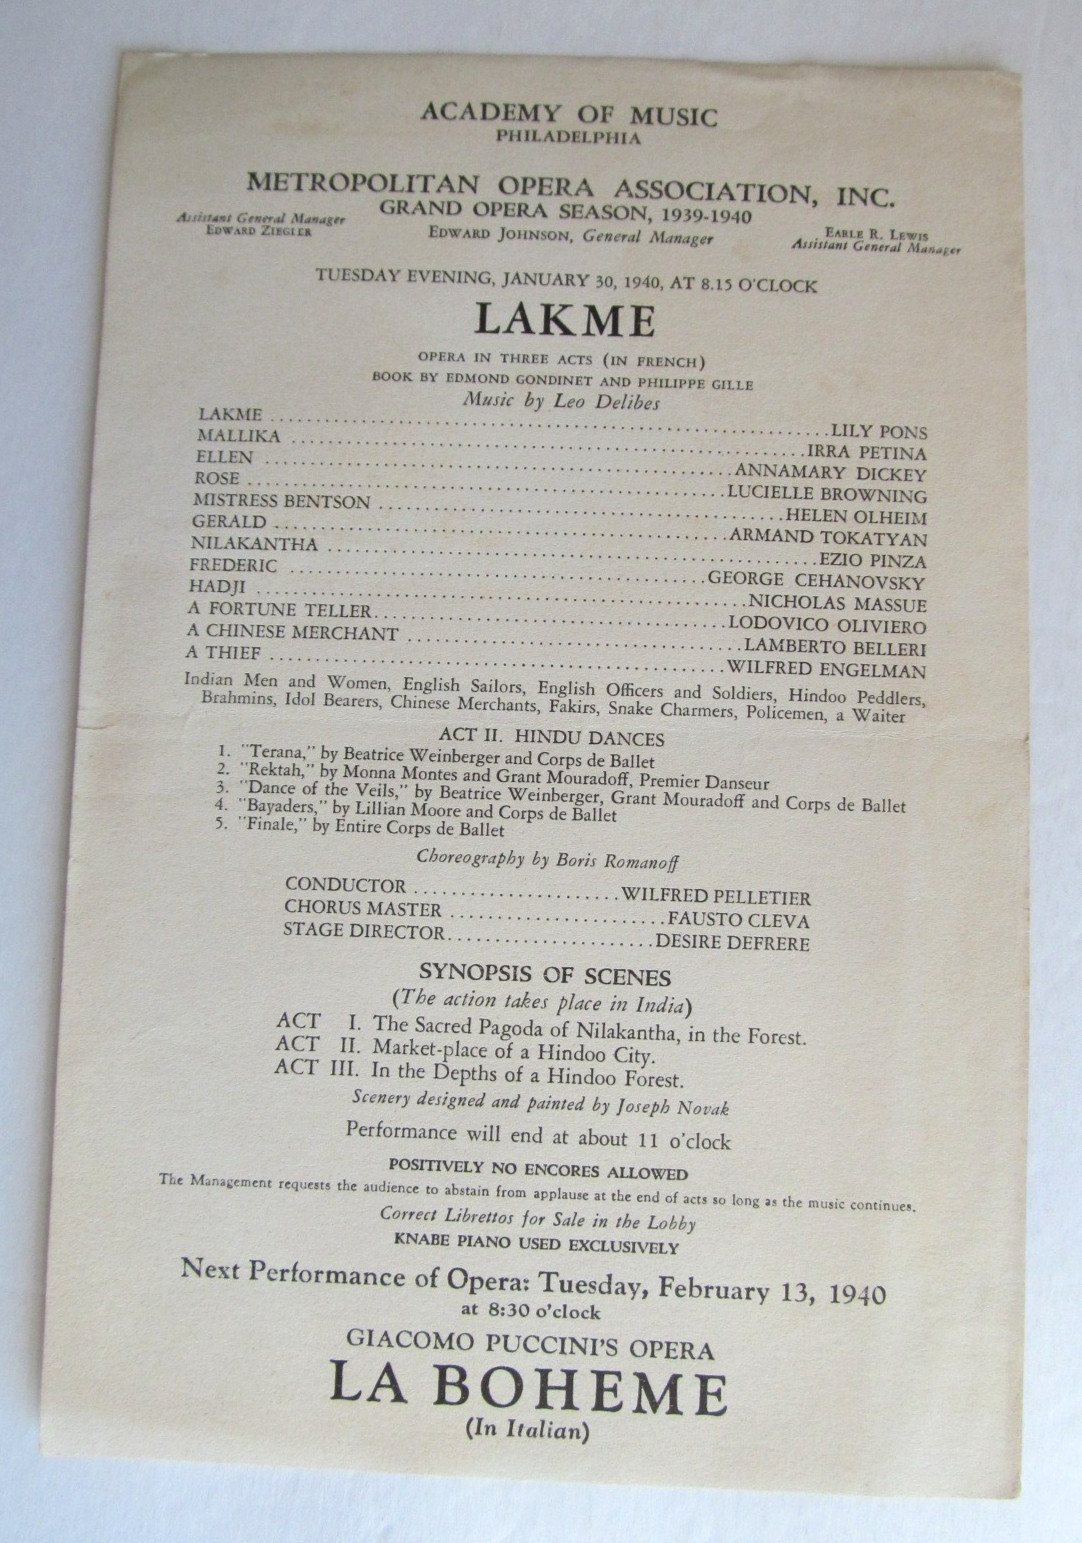 ACADEMY OF MUSIC
PHILADELPHIA
METROPOLITAN OPERA ASSOCIATION, INC.
GRAND OPERA SEASON, 1939-1940
Assistant General Manager
EDWARD ZIEGLER
EDWARD JOHNSON, General Manager
EARLE R. LEWIS
Assistant General Manager
TUESDAY EVENING, JANUARY 30, 1940, AT 8.15 O'CLOCK
LAKME
OPERA IN THREE ACTS (IN FRENCH)
BOOK BY EDMOND GONDINET AND PHILIPPE GILLE
Music by Leo Delibes
LAKME ........ LILY PONS
MALLIKA ........ IRRA PETINA
ELLEN ........ ANNAMARY DICKEY
ROSE ........ LUCIELLE BROWNING
MISTRESS BENTSON ........ HELEN OLHEIM
GERALD ........ ARMAND TOKATYAN
NILAKANTHA ........ EZIO PINZA
FREDERIC ........ GEORGE CEHANOVSKY
HADJI ........ NICHOLAS MASSUE
A FORTUNE TELLER ........ LODOVICO OLIVIERO
A CHINESE MERCHANT ........ LAMBERTO BELLERI
A THIEF ........ WILFRED ENGELMAN
Indian Men and Women, English Sailors, English Officers and Soldiers, Hindoo Peddlers,
Brahmins, Idol Bearers, Chinese Merchants, Fakirs, Snake Charmers, Policemen, a Waiter
ACT II. HINDU DANCES
1. "Terana," by Beatrice Weinberger and Corps de Ballet
2. "Rektah," by Monna Montes and Grant Mouradoff, Premier Danseur
3. "Dance of the Veils," by Beatrice Weinberger, Grant Mouradoff and Corps de Ballet
4. "Bayaders," by Lillian Moore and Corps de Ballet
5. "Finale," by Entire Corps de Ballet
Choreography by Boris Romanoff
CONDUCTOR ........ WILFRED PELLETIER
CHORUS MASTER ........ FAUSTO CLEVA
STAGE DIRECTOR ........ DESIRE DEFRERE
SYNOPSIS OF SCENES
(The action takes place in India)
ACT I. The Sacred Pagoda of Nilakantha, in the Forest.
ACT II. Market-place of a Hindoo City.
ACT III. In the Depths of a Hindoo Forest.
Scenery designed and painted by Joseph Novak
Performance will end at about 11 o'clock
POSITIVELY NO ENCORES ALLOWED
The Management requests the audience to abstain from applause at the end of acts so long as the music continues.
Correct Librettos for Sale in the Lobby
KNABE PIANO USED EXCLUSIVELY
Next Performance of Opera: Tuesday, February 13, 1940
at 8:30 o'clock
GIACOMO PUCCINI'S OPERA
LA BOHEME
(In Italian)